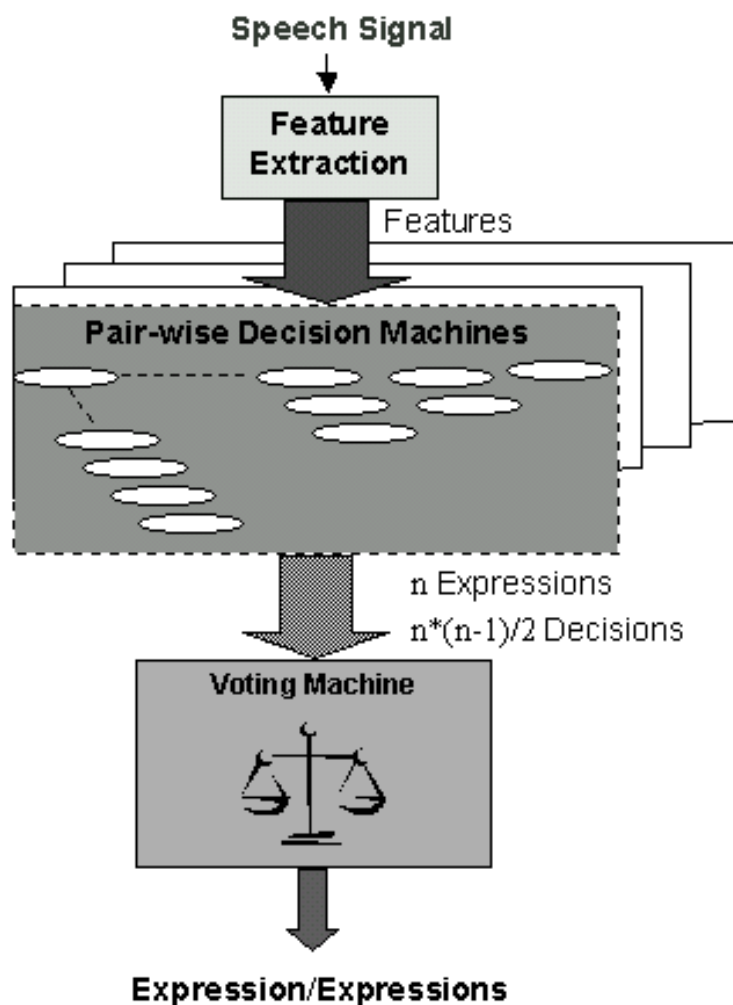 Speech Signal
Feature
Extraction
Features
Pair-wise Decision Machines
n Expressions
n*(n-1)/2 Decisions
Voting Machine
Expression/Expressions